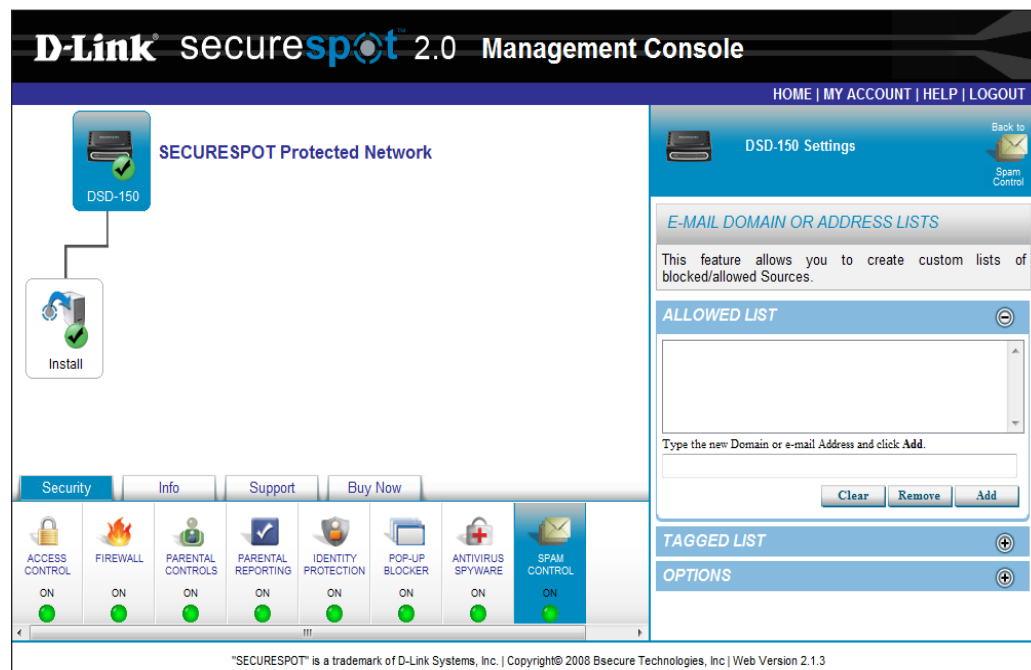 D-Link® securespot™ 2.0 Management Console
HOME | MY ACCOUNT | HELP | LOGOUT
DSD-150
SECURESPOT Protected Network
Install
DSD-150 Settings
Back to
Spam
Control
E-MAIL DOMAIN OR ADDRESS LISTS
This feature allows you to create custom lists of
blocked/allowed Sources.
ALLOWED LIST
Type the new Domain or e-mail Address and click Add.
Clear
Remove
Add
TAGGED LIST
OPTIONS
Security
Info
Support
Buy Now
ACCESS
CONTROL
ON
FIREWALL
ON
PARENTAL
CONTROLS
ON
PARENTAL
REPORTING
ON
IDENTITY
PROTECTION
ON
POP-UP
BLOCKER
ON
ANTIVIRUS
SPYWARE
ON
SPAM
CONTROL
ON
"SECURESPOT" is a trademark of D-Link Systems, Inc. | Copyright© 2008 Bsecure Technologies, Inc | Web Version 2.1.3